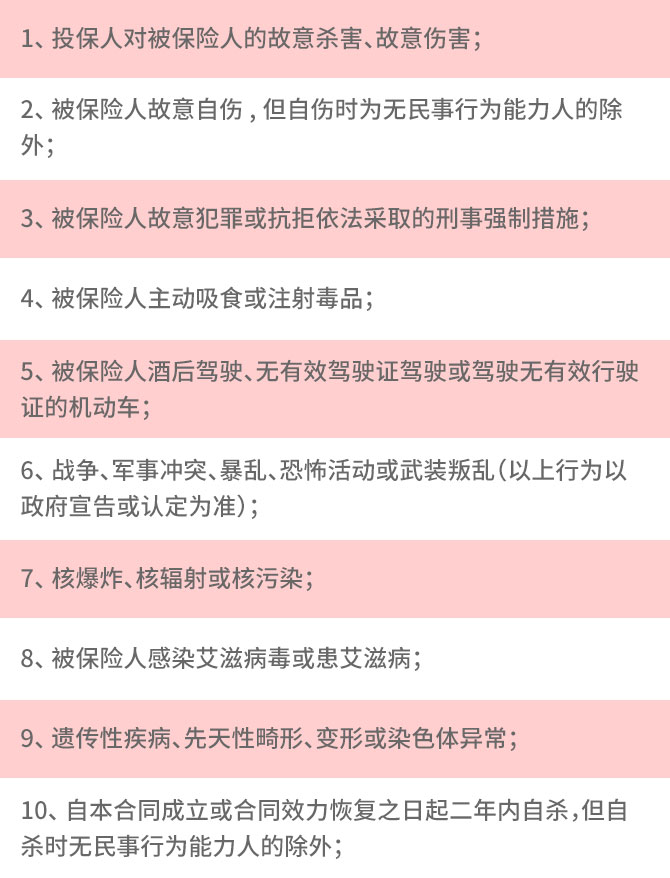 1、投保人对被保险人的故意杀害、故意伤害；
2、被保险人故意自伤，但自伤时为无民事行为能力人的除
外；
3、被保险人故意犯罪或抗拒依法采取的刑事强制措施；
4、被保险人主动吸食或注射毒品；
5、被保险人酒后驾驶、无有效驾驶证驾驶或驾驶无有效行驶
证的机动车；
6、战争、军事冲突、暴乱、恐怖活动或武装叛乱（以上行为以
政府宣告或认定为准）；
7、核爆炸、核辐射或核污染；
8、被保险人感染艾滋病毒或患艾滋病；
9、遗传性疾病、先天性畸形、变形或染色体异常；
10、自本合同成立或合同效力恢复之日起二年内自杀，但自
杀时无民事行为能力人的除外；